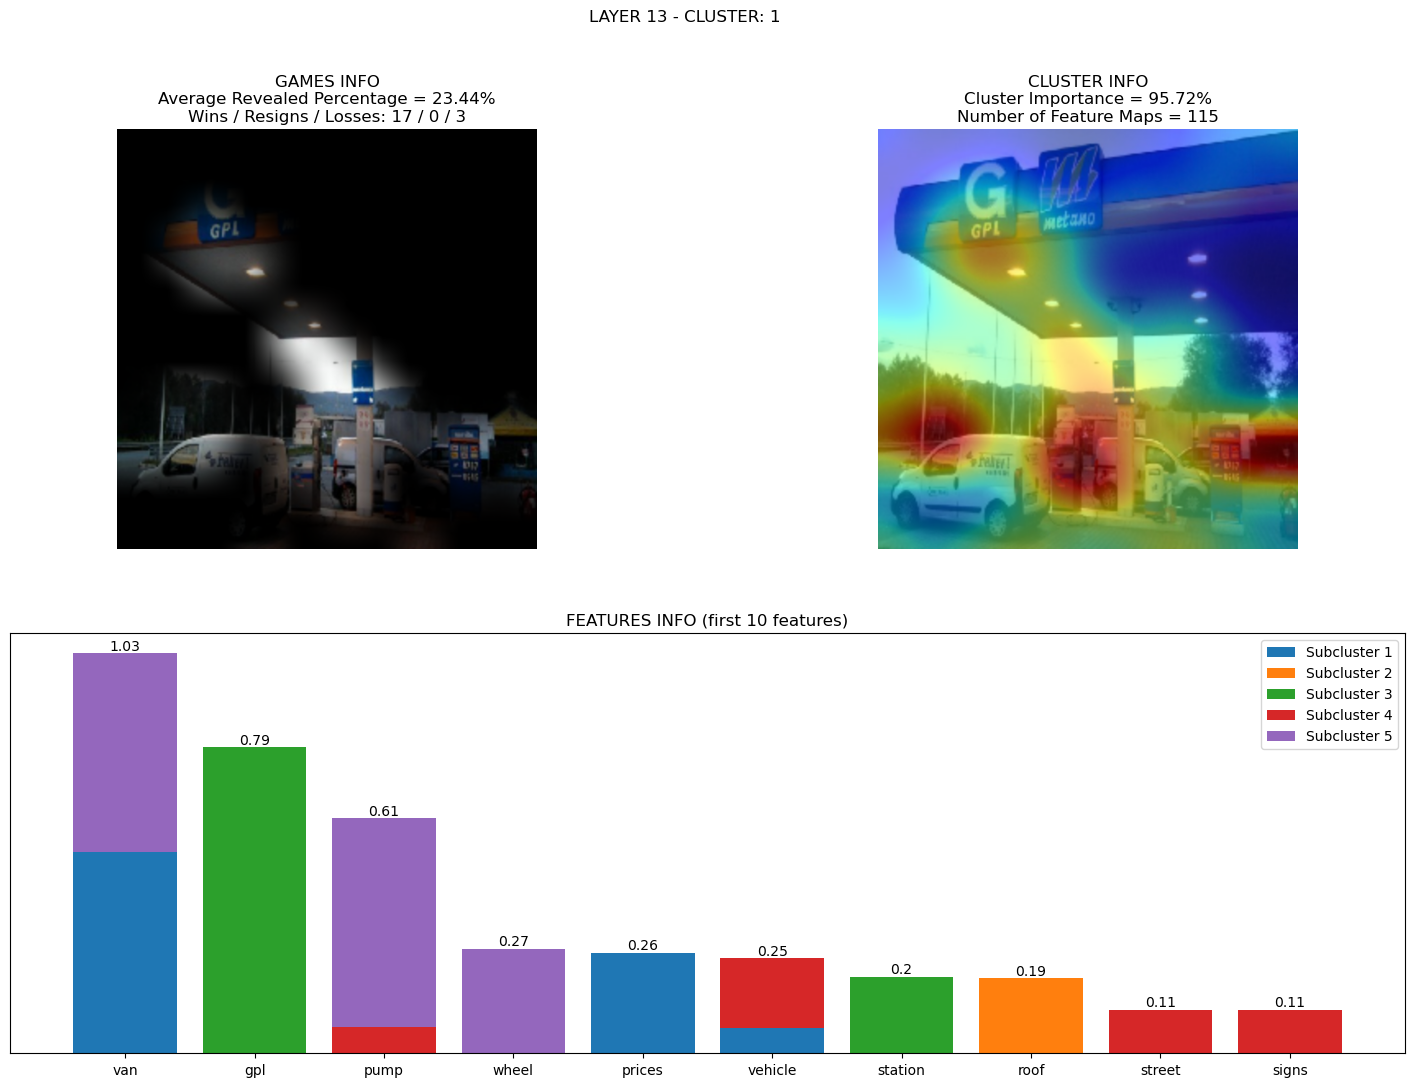 LAYER 13 - CLUSTER: 1
GAMES INFO
Average Revealed Percentage = 23.44%
Wins / Resigns / Losses: 17 / 0 / 3
G
GPL
CLUSTER INFO
Cluster Importance = 95.72%
Number of Feature Maps = 115
G
GPL
metano
FEATURES INFO (first 10 features)
1.03
0.79
0.61
0.27
0.26
0.25
0.2
0.19
0.11
0.11
Subcluster 1
Subcluster 2
Subcluster 3
Subcluster 4
Subcluster 5
van
gpl
pump
wheel
prices
vehicle
station
roof
street
signs